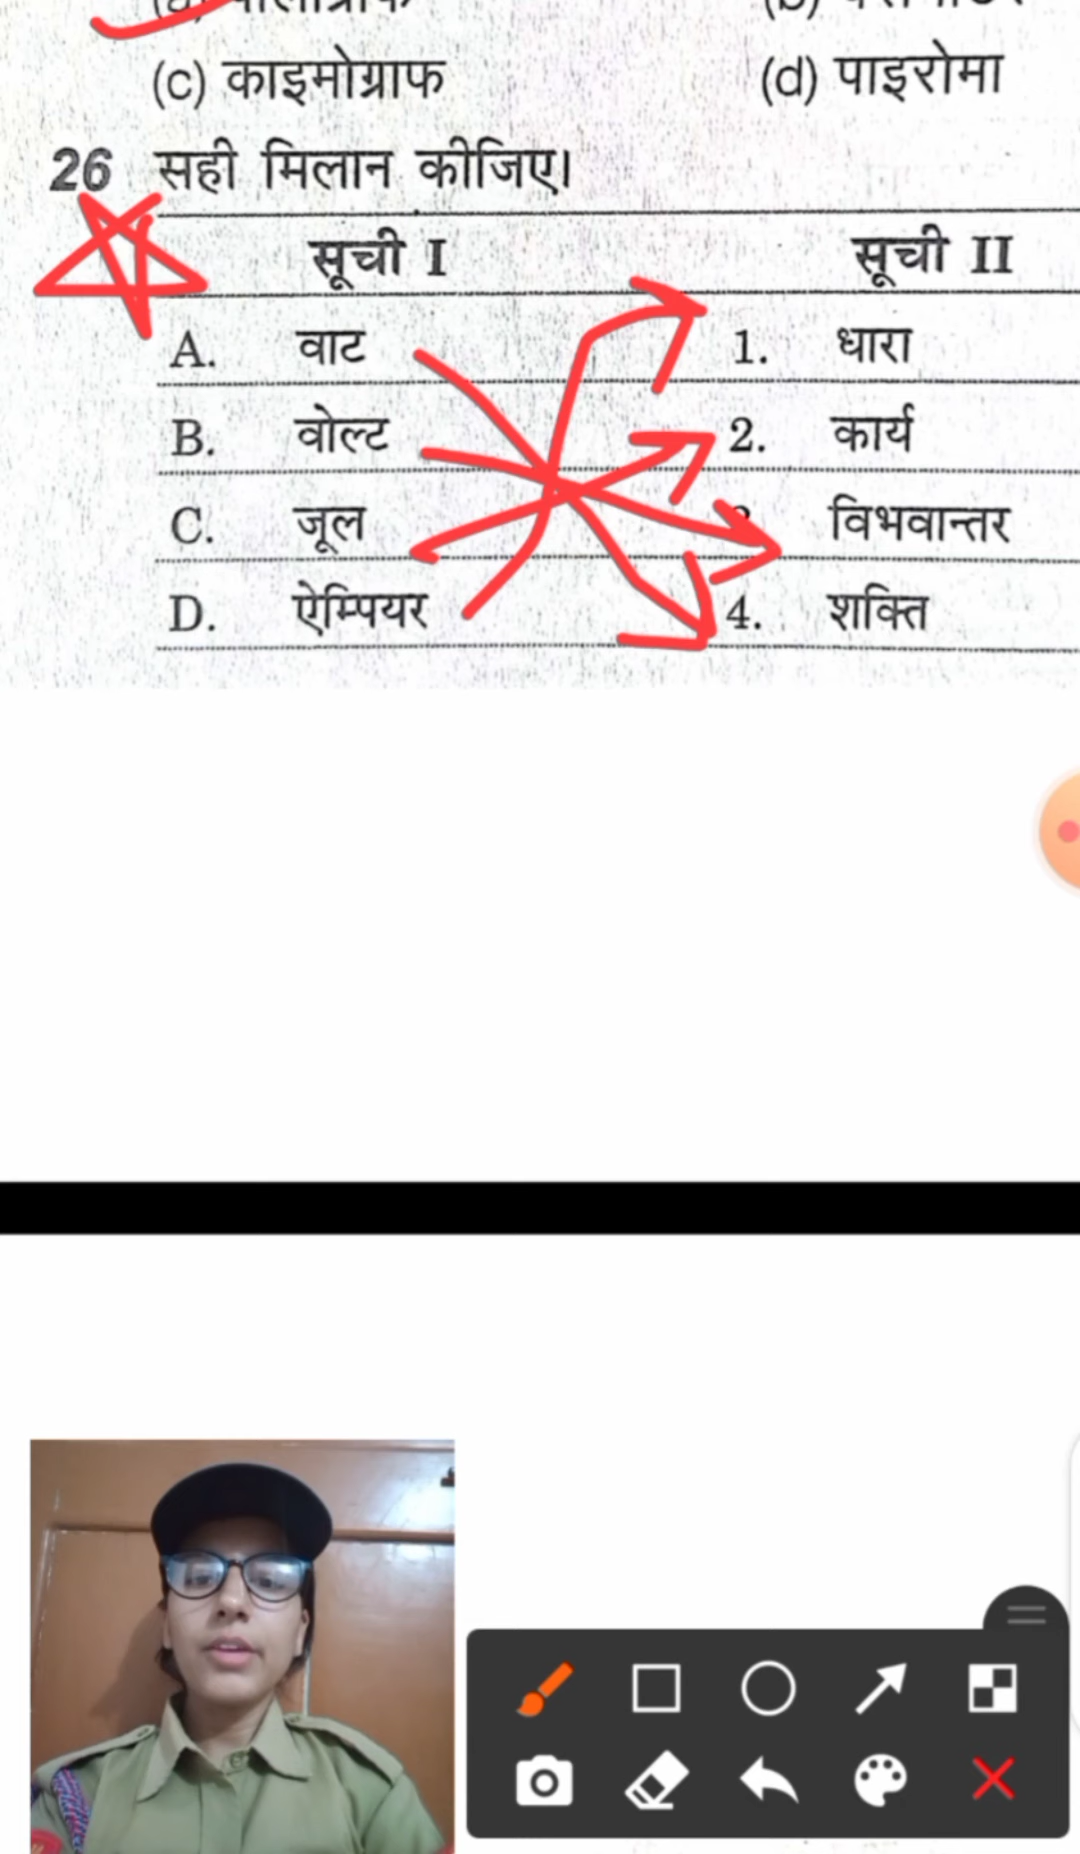 (c) काइमोग्राफ (d) पाइरोमा
26 सही मिलान कीजिए।
सूची I सूची II
A. वाट 1. धारा
B. वोल्ट 2. कार्य
C. जूल विभवान्तर
D. ऐम्पियर 4. शक्ति